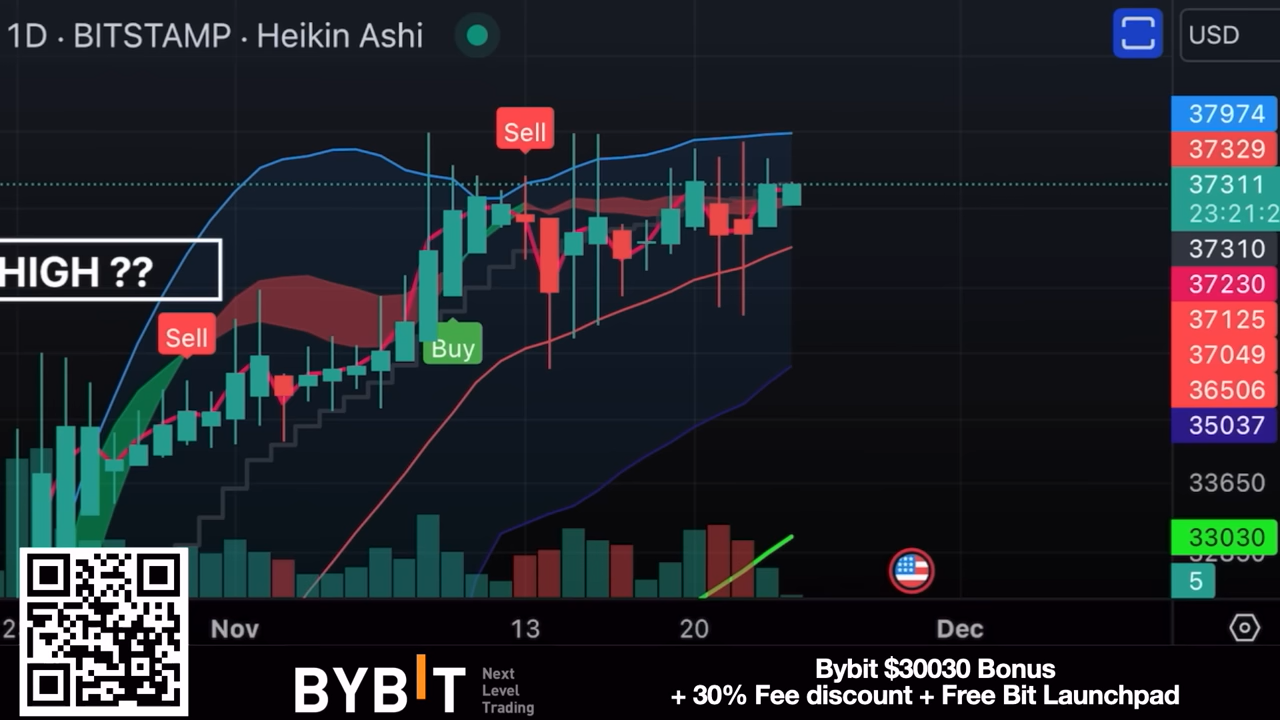 1D · BITSTAMP · Heikin Ashi
USD
37974
Sell
37329
37311
23:21:2
37310
HIGH ??
37230
37125
Sell
Buy
37049
36506
35037
33650
33030
5
Nov
13
20
Dec
BYBIT
Next
Level
Trading
Bybit $30030 Bonus
+ 30% Fee discount + Free Bit Launchpad